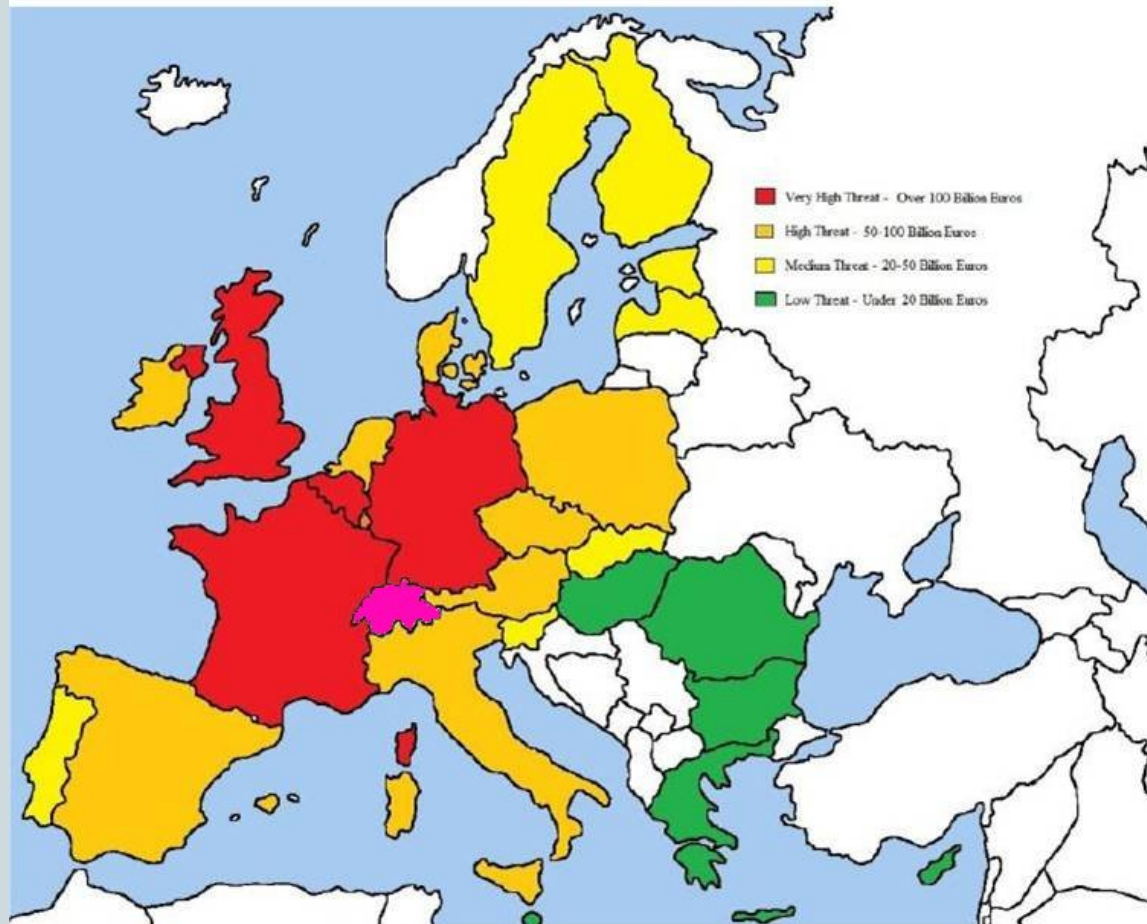 Very High Threat - Over 100 Billion Euros
High Threat - 50-100 Billion Euros
Medium Threat - 20-50 Billion Euros
Low Threat - Under 20 Billion Euros